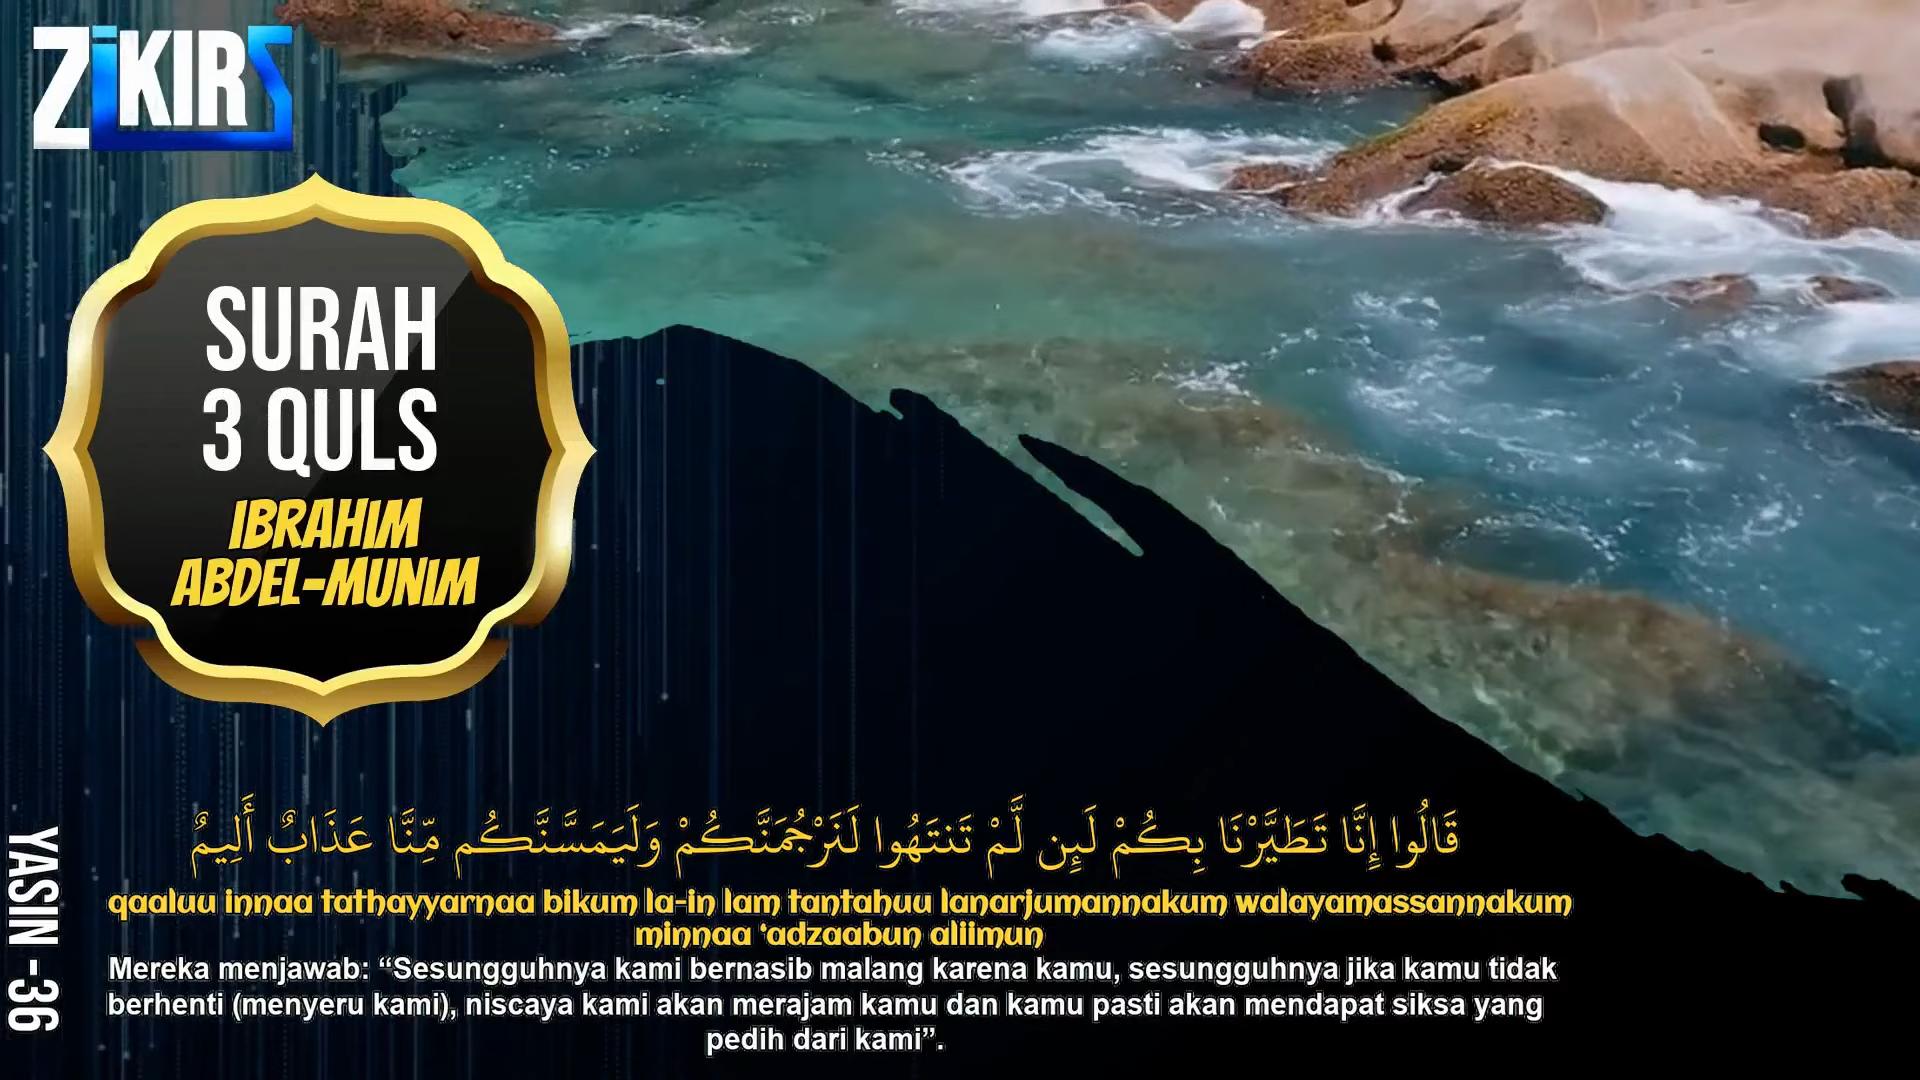 ZiKIRS
SURAH
3 QULS
IBRAHIM
ABDEL-MUNIM
YASIN -36
قَالُوا إِنَّا تَطَيَّرْنَا بِكُمْ لَىِٕن لَّمْ تَنتَهُوا لَنَرْجُمَنَّكُمْ وَلَيَمَسَّنَّكُم مِّنَّا عَذَابٌ أَلِيمٌ
qaaluu innaa tathayyarnaa bikum la-in lam tantahuu lanarjumannakum walayamassannakum
minnaa ‘adzaabun aliimun
Mereka menjawab: “Sesungguhnya kami bernasib malang karena kamu, sesungguhnya jika kamu tidak
berhenti (menyeru kami), niscaya kami akan merajam kamu dan kamu pasti akan mendapat siksa yang
pedih dari kami”.